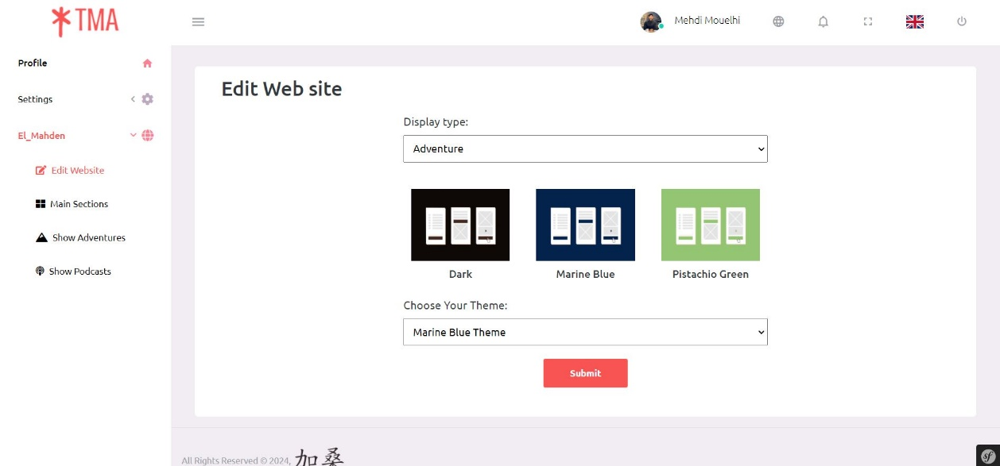 TMA
Mehdi Mouelhi
Profile
Settings
El_Mahden
Edit Website
Main Sections
Show Adventures
Show Podcasts
Edit Web site
Display type:
Adventure
Dark
Marine Blue
Pistachio Green
Choose Your Theme:
Marine Blue Theme
Submit
All Rights Reserved © 2024, 加桑
sf